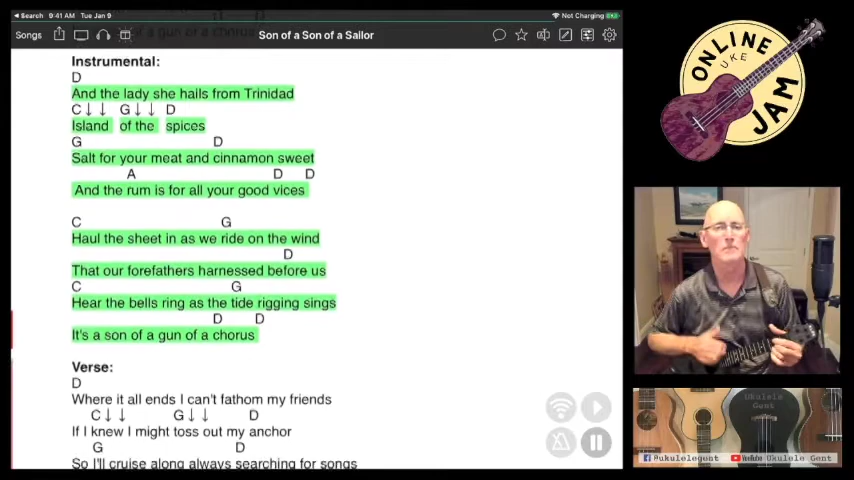 Search 9:41 AM Tue Jan 9 Not Charging
Songs Son of a Son of a Sailor
Instrumental:
D
And the lady she hails from Trinidad
C↓ ↓ G↓ ↓ D
Island of the spices
G D
Salt for your meat and cinnamon sweet
A D D
And the rum is for all your good vices
C G
Haul the sheet in as we ride on the wind
D
That our forefathers harnessed before us
C G
Hear the bells ring as the tide rigging sings
D D
It's a son of a gun of a chorus
Verse:
D
Where it all ends I can't fathom my friends
C↓ ↓ G↓ ↓ D
If I knew I might toss out my anchor
G D
So I'll cruise along always searching for songs
ONLINE
UKE
JAM
Ukulele
Gent
@ukulelegent YouTube Ukulele Gent